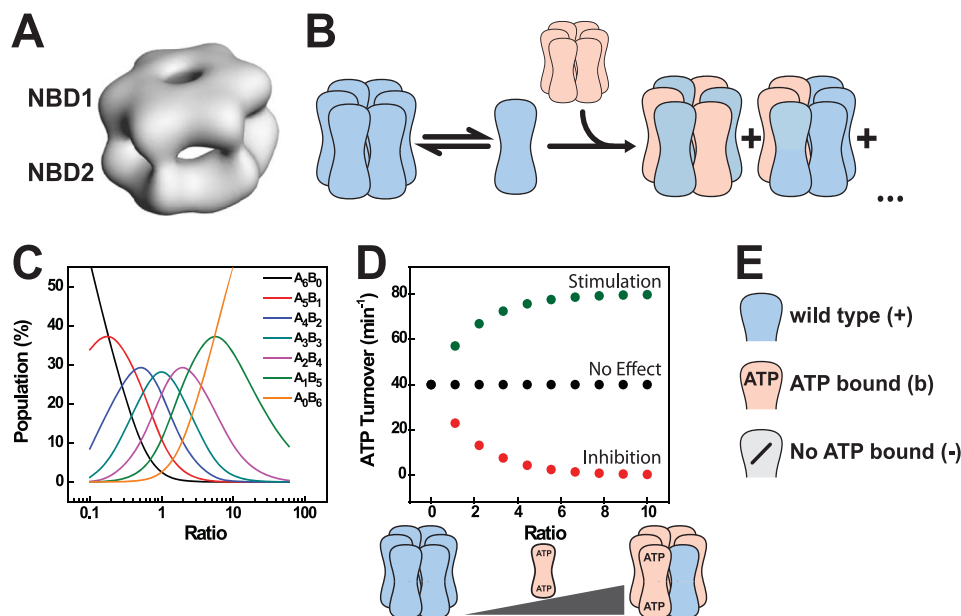 A
B
NBD1
NBD2
+
+
...
C
Population (%)
50
40
30
20
10
0
0.1
1
10
100
Ratio
A₆B₀
A₅B₁
A₄B₂
A₃B₃
A₂B₄
A₁B₅
A₀B₆
D
ATP Turnover (min⁻¹)
80
60
40
20
0
0
2
4
6
8
10
Ratio
Stimulation
No Effect
Inhibition
ATP
ATP
ATP
ATP
E
wild type (+)
ATP
ATP bound (b)
No ATP bound (-)